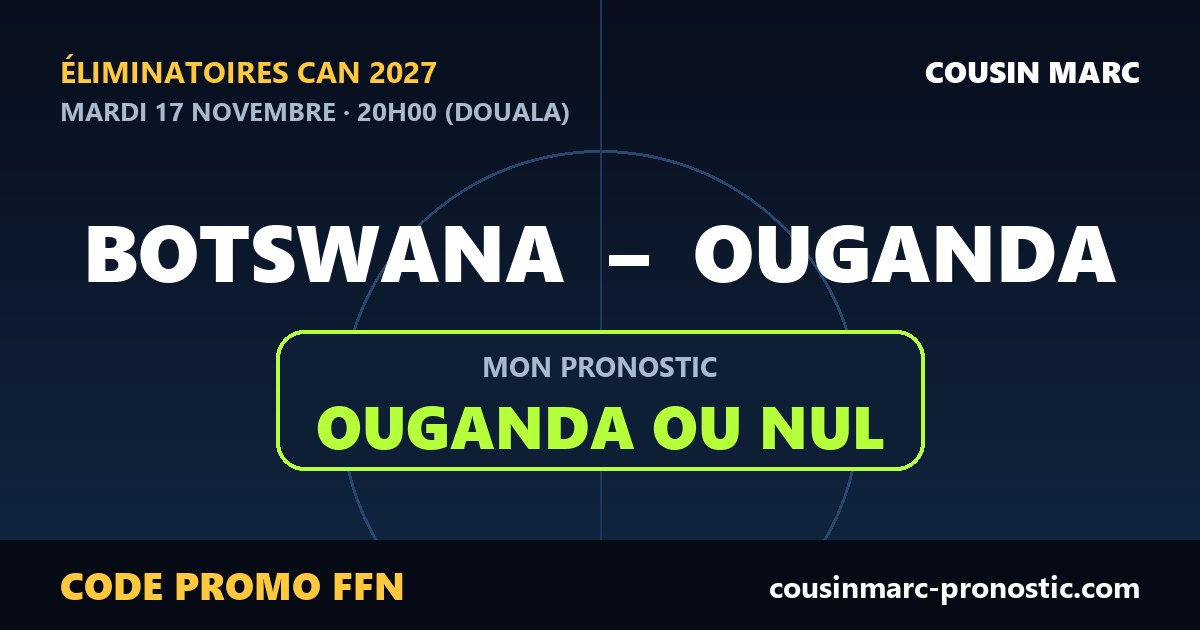 ÉLIMINATOIRES CAN 2027
COUSIN MARC
MARDI 17 NOVEMBRE · 20H00 (DOUALA)
BOTSWANA – OUGANDA
MON PRONOSTIC
OUGANDA OU NUL
CODE PROMO FFN
cousinmarc-pronostic.com